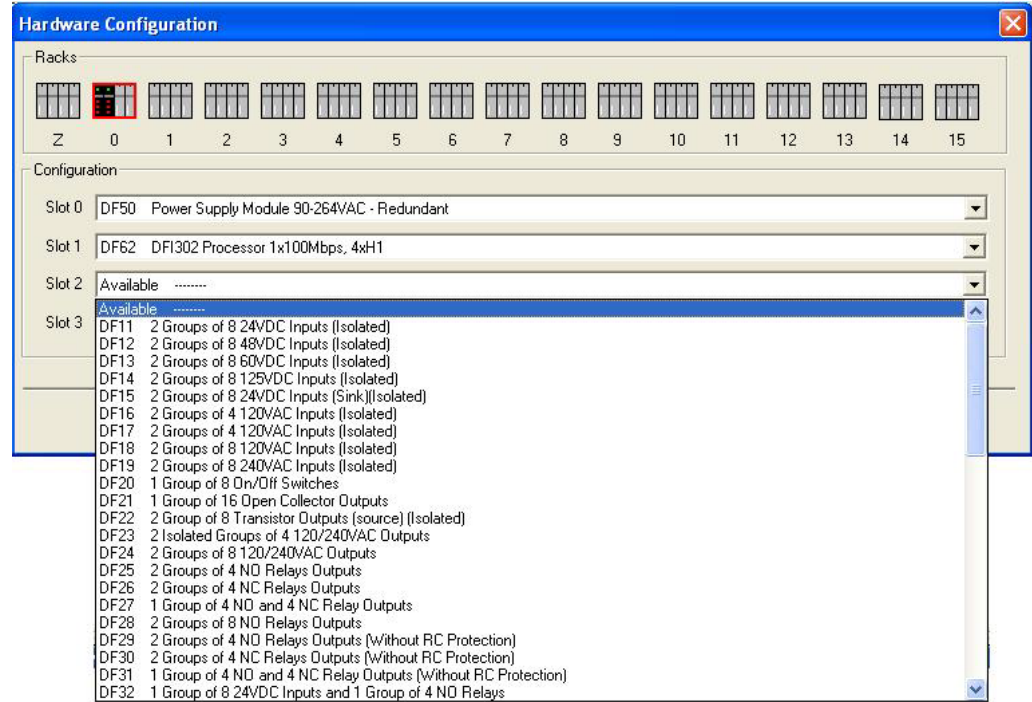 Hardware Configuration
Racks
Z 0 1 2 3 4 5 6 7 8 9 10 11 12 13 14 15
Configuration
Slot 0 DF50 Power Supply Module 90-264VAC - Redundant
Slot 1 DF62 DFI302 Processor 1x100Mbps, 4xH1
Slot 2 Available --------
Slot 3
Available --------
DF11 2 Groups of 8 24VDC Inputs (Isolated)
DF12 2 Groups of 8 48VDC Inputs (Isolated)
DF13 2 Groups of 8 60VDC Inputs (Isolated)
DF14 2 Groups of 8 125VDC Inputs (Isolated)
DF15 2 Groups of 8 24VDC Inputs (Sink)(Isolated)
DF16 2 Groups of 4 120VAC Inputs (Isolated)
DF17 2 Groups of 4 120VAC Inputs (Isolated)
DF18 2 Groups of 8 120VAC Inputs (Isolated)
DF19 2 Groups of 8 240VAC Inputs (Isolated)
DF20 1 Group of 8 On/Off Switches
DF21 1 Group of 16 Open Collector Outputs
DF22 2 Group of 8 Transistor Outputs (source) (Isolated)
DF23 2 Isolated Groups of 4 120/240VAC Outputs
DF24 2 Groups of 8 120/240VAC Outputs
DF25 2 Groups of 4 NO Relays Outputs
DF26 2 Groups of 4 NC Relays Outputs
DF27 1 Group of 4 NO and 4 NC Relay Outputs
DF28 2 Groups of 8 NO Relays Outputs
DF29 2 Groups of 4 NO Relays Outputs (Without RC Protection)
DF30 2 Groups of 4 NC Relays Outputs (Without RC Protection)
DF31 1 Group of 4 NO and 4 NC Relay Outputs (Without RC Protection)
DF32 1 Group of 8 24VDC Inputs and 1 Group of 4 NO Relays